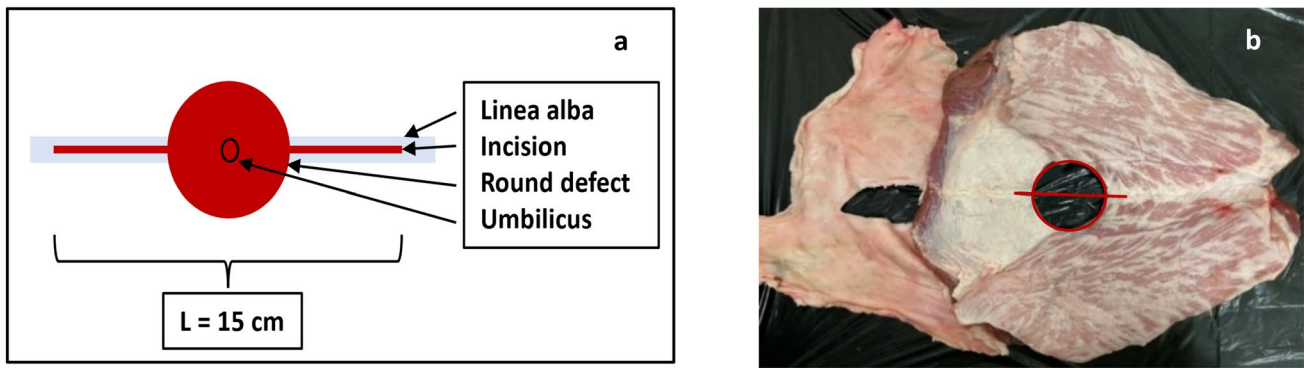 a
Linea alba
Incision
Round defect
Umbilicus
L = 15 cm
b